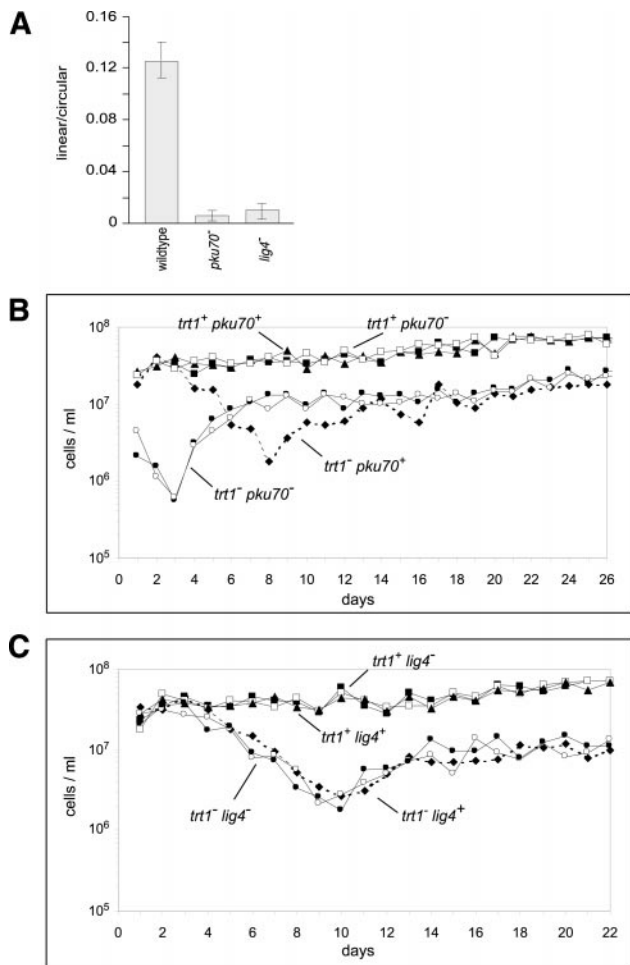 A
0.16
0.12
0.08
0.04
0
linear/circular
wildtype
pku70⁻
lig4⁻
B
trt1⁺ pku70⁺
trt1⁺ pku70⁻
10⁸
10⁷
10⁶
10⁵
cells / ml
trt1⁻ pku70⁺
trt1⁻ pku70⁻
0 2 4 6 8 10 12 14 16 18 20 22 24 26
days
C
trt1⁺ lig4⁻
trt1⁺ lig4⁺
10⁸
10⁷
10⁶
10⁵
cells / ml
trt1⁻ lig4⁻
trt1⁻ lig4⁺
0 2 4 6 8 10 12 14 16 18 20 22
days